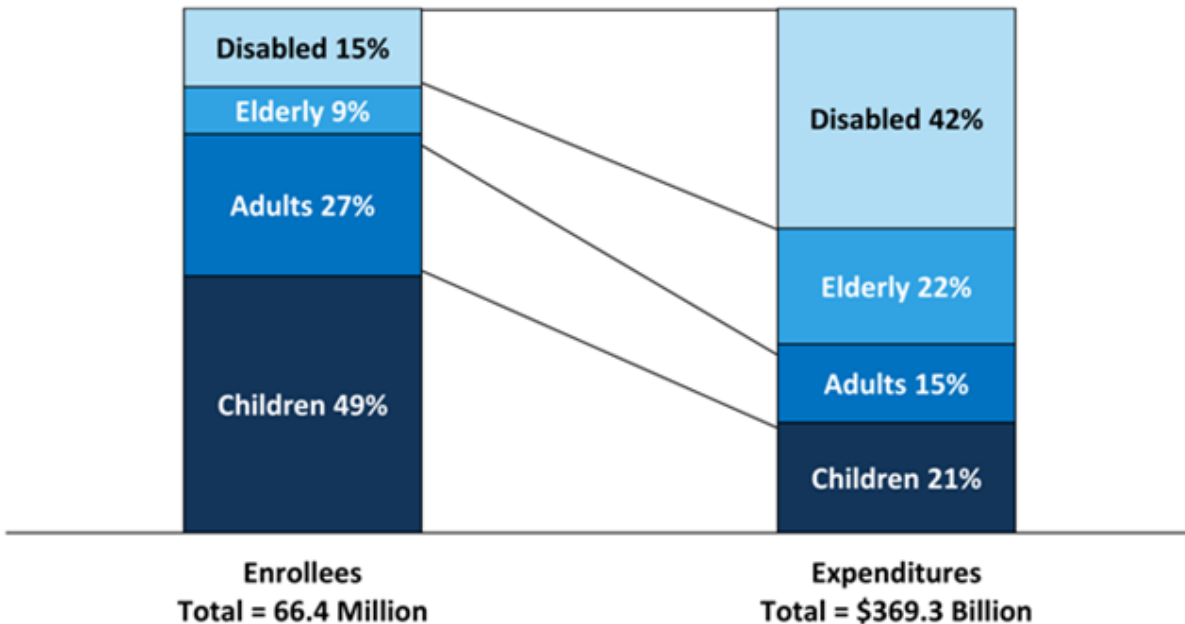 Disabled 15%
Elderly 9%
Adults 27%
Children 49%
Disabled 42%
Elderly 22%
Adults 15%
Children 21%
Enrollees
Total = 66.4 Million
Expenditures
Total = $369.3 Billion